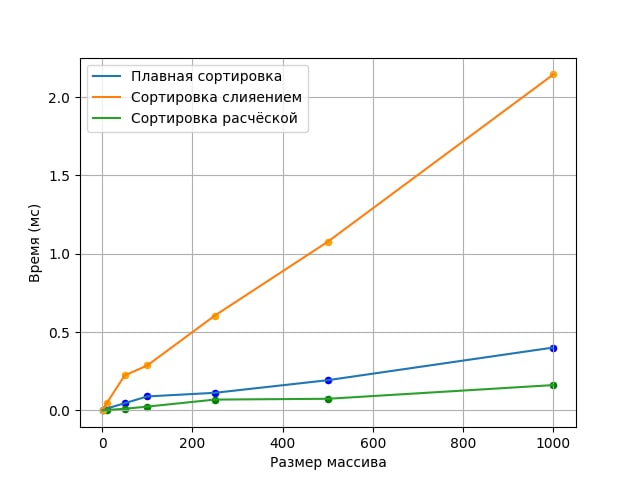 Плавная сортировка
Сортировка слияением
Сортировка расчёской
2.0
1.5
1.0
0.5
0.0
Время (мс)
0 200 400 600 800 1000
Размер массива